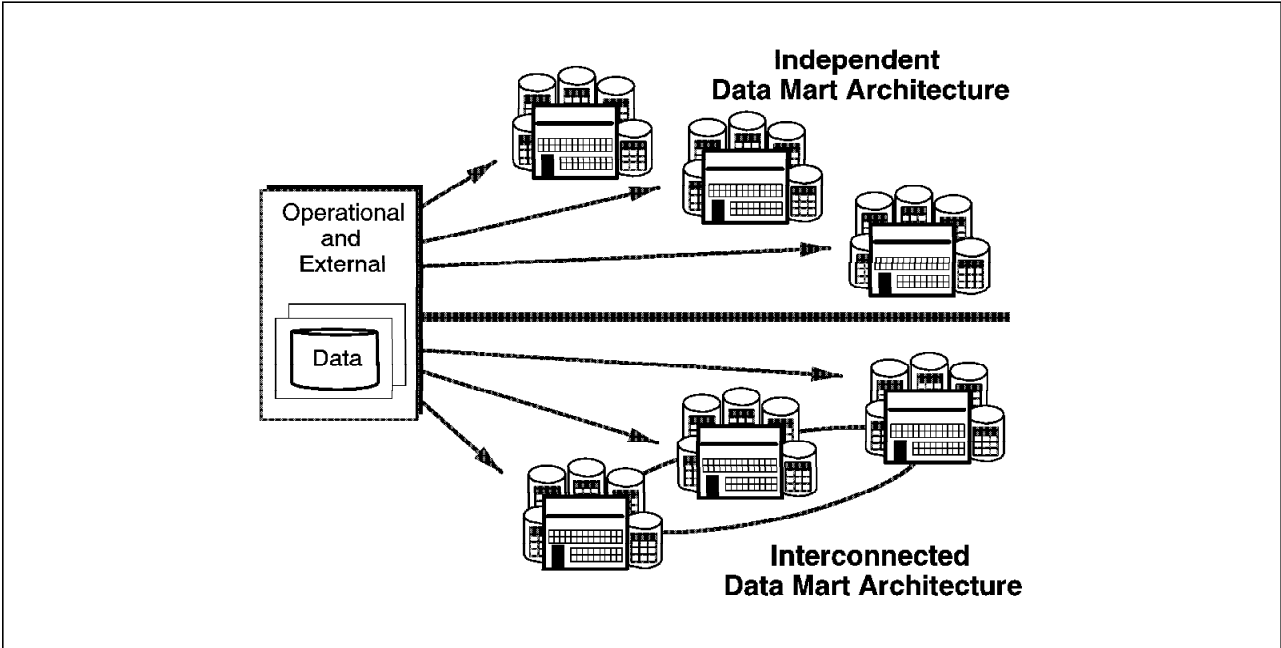 Independent
Data Mart Architecture
Operational
and
External
Data
Interconnected
Data Mart Architecture